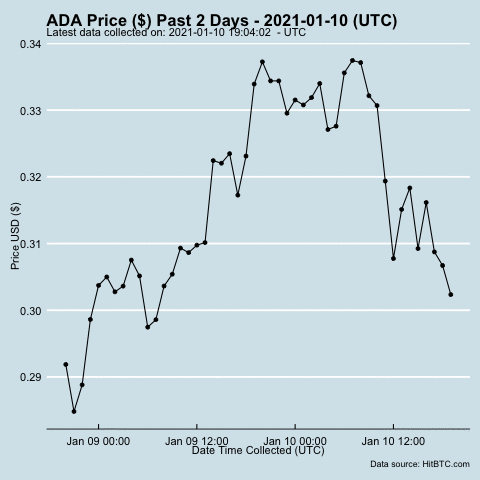 ADA Price ($) Past 2 Days - 2021-01-10 (UTC)
Latest data collected on: 2021-01-10 19:04:02 - UTC
0.34
0.33
0.32
0.31
0.30
0.29
Price USD ($)
Jan 09 00:00 Jan 09 12:00 Jan 10 00:00 Jan 10 12:00
Date Time Collected (UTC)
Data source: HitBTC.com